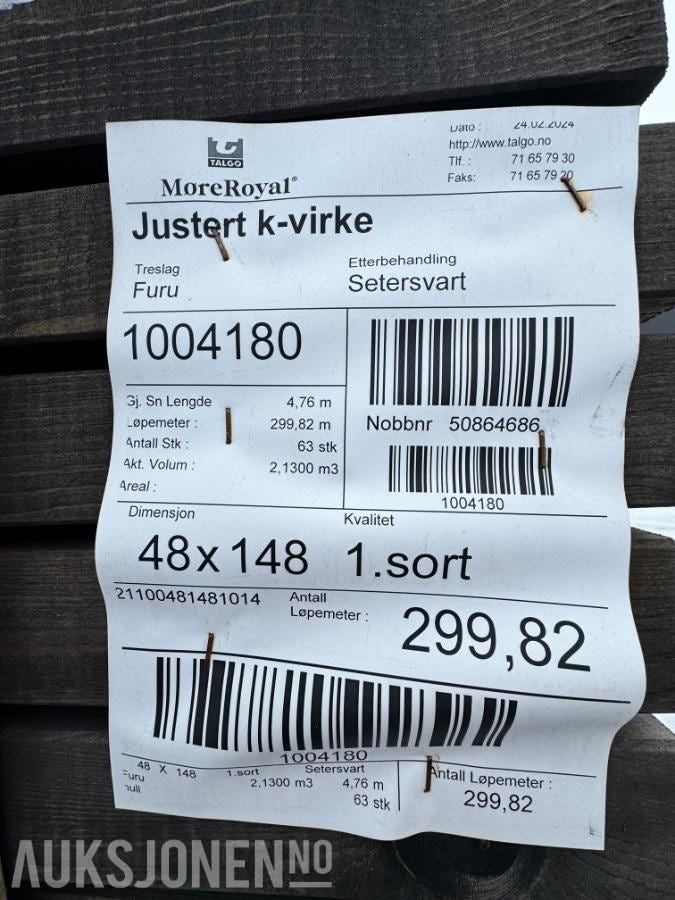 TALGO
MøreRoyal®
Dato : 24.02.2024
http://www.talgo.no
Tlf. : 71 65 79 30
Faks: 71 65 79 20
Justert k-virke
Treslag
Furu
Etterbehandling
Setersvart
1004180
Gj. Sn Lengde 4,76 m
Løpemeter : 299,82 m
Antall Stk : 63 stk
Akt. Volum : 2,1300 m3
Areal :
Nobbnr 50864686
1004180
Dimensjon
48 x 148
Kvalitet
1.sort
21100481481014
Antall
Løpemeter :
299,82
1004180
48 X 148 1.sort Setersvart
Furu 2,1300 m3 4,76 m
null 63 stk
Antall Løpemeter :
299,82
AUKSJONEN NO